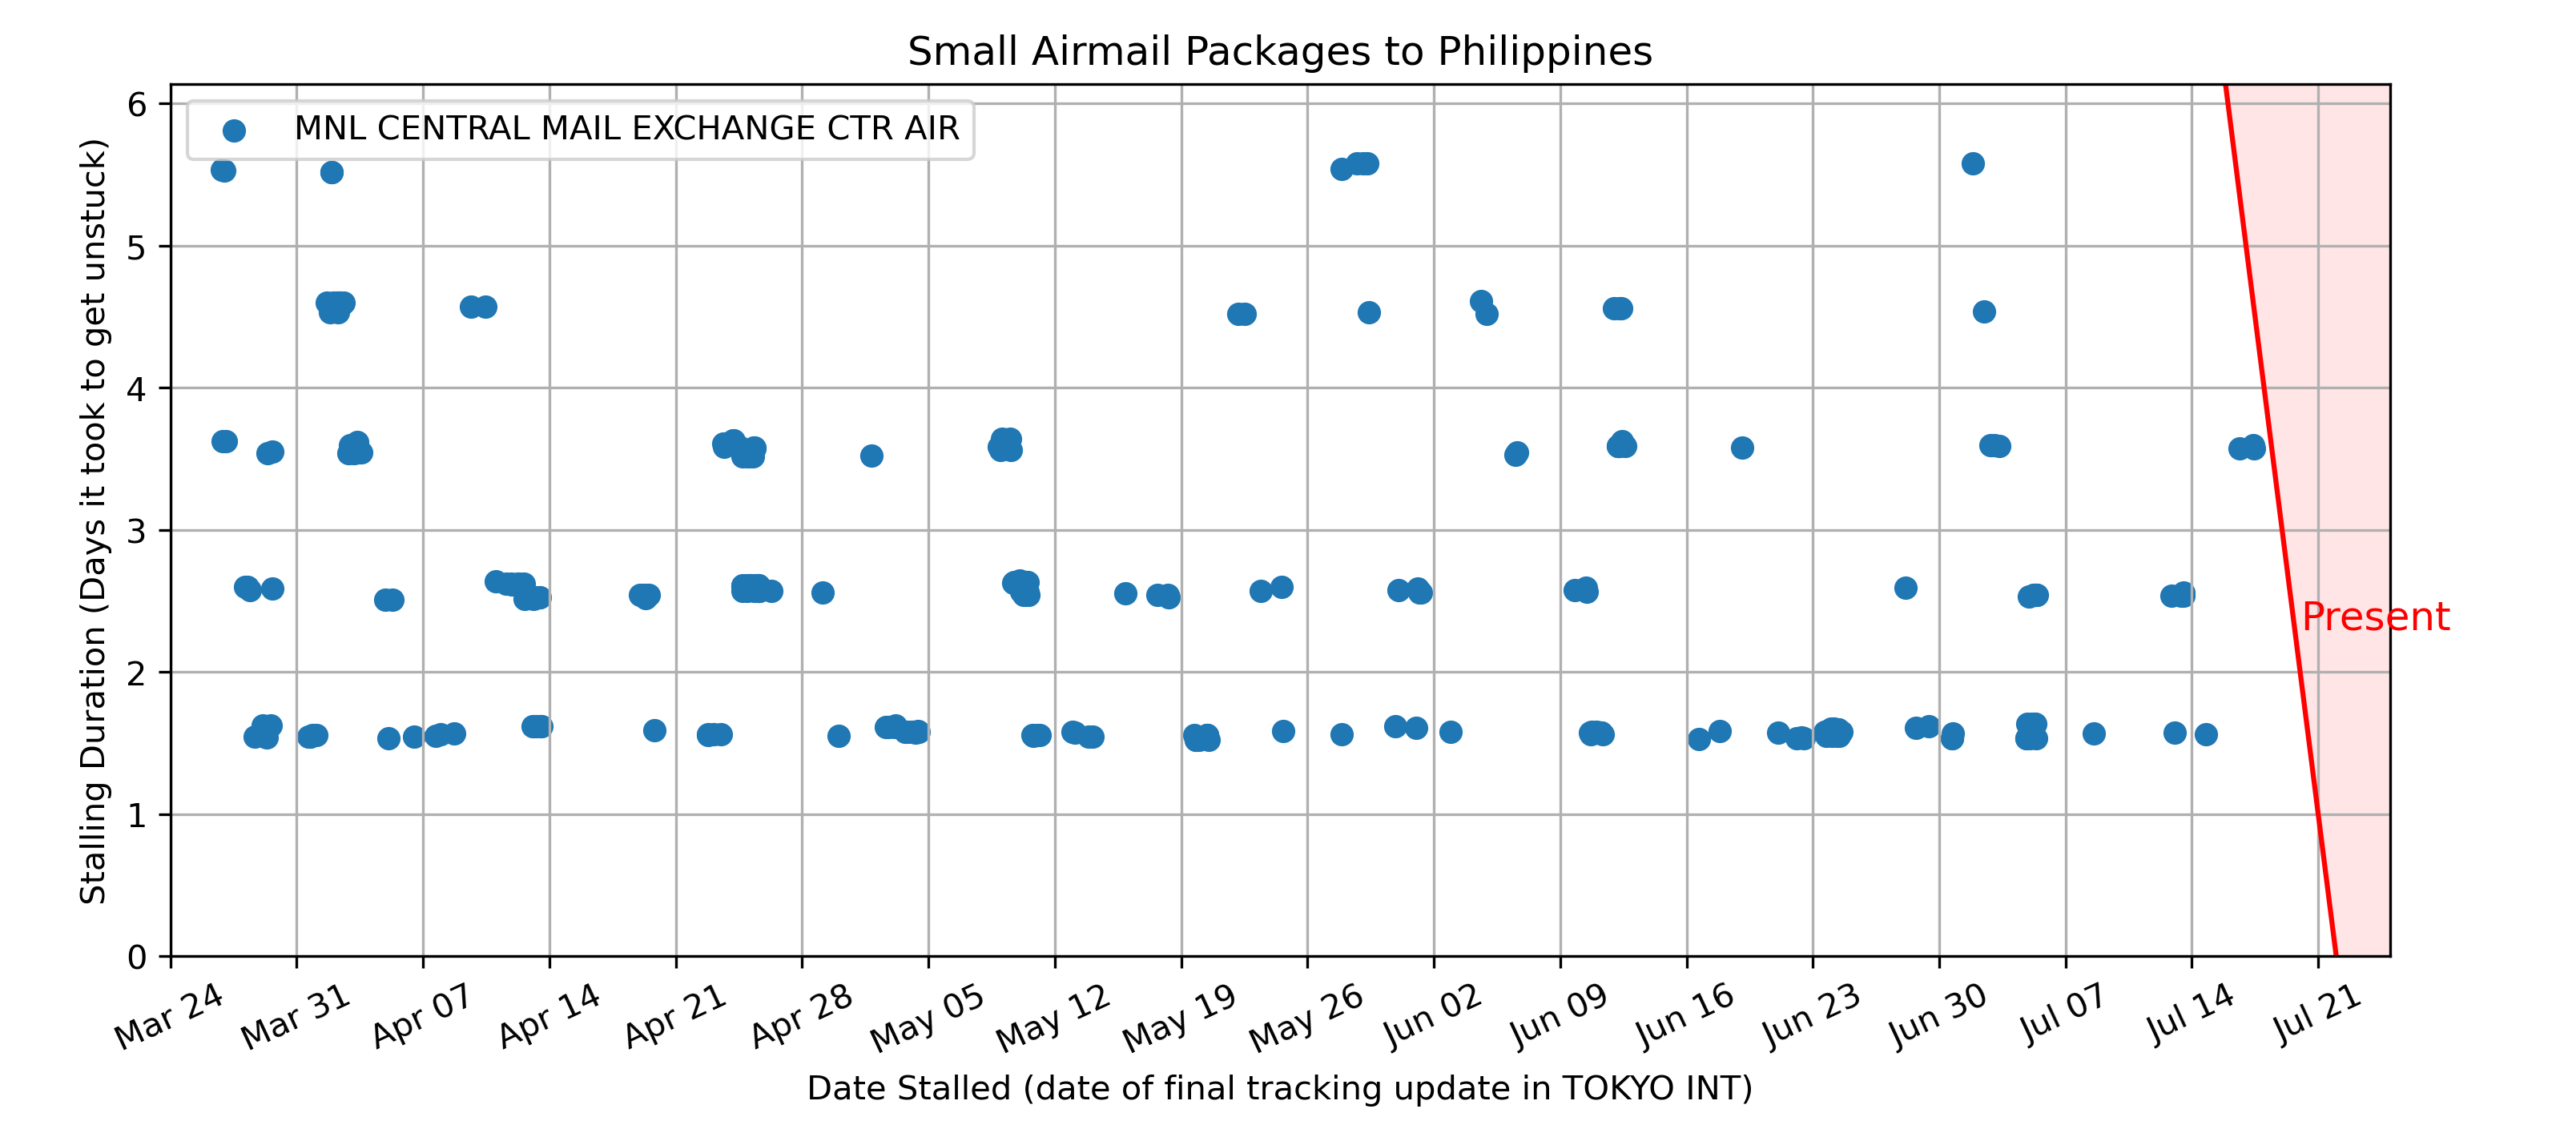 Small Airmail Packages to Philippines
MNL CENTRAL MAIL EXCHANGE CTR AIR
Stalling Duration (Days it took to get unstuck)
6
5
4
3
2
1
0
Present
Mar 24 Mar 31 Apr 07 Apr 14 Apr 21 Apr 28 May 05 May 12 May 19 May 26 Jun 02 Jun 09 Jun 16 Jun 23 Jun 30 Jul 07 Jul 14 Jul 21
Date Stalled (date of final tracking update in TOKYO INT)